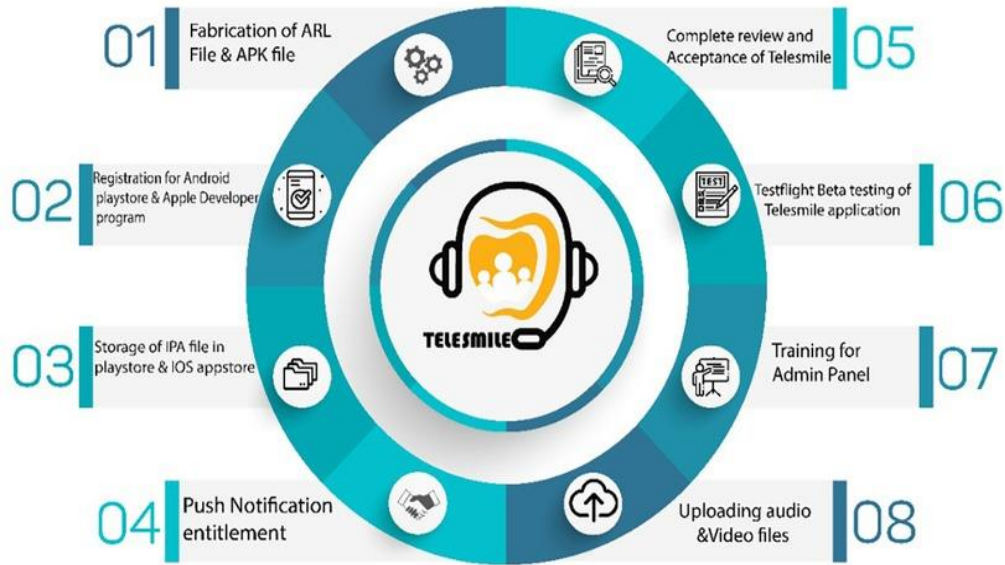 01
Fabrication of ARL
File & APK file
02
Registration for Android
playstore & Apple Developer
program
03
Storage of IPA file in
playstore & IOS appstore
04
Push Notification
entitlement
05
Complete review and
Acceptance of Telesmile
06
TEST
Testflight Beta testing of
Telesmile application
07
Training for
Admin Panel
08
Uploading audio
&Video files
TELESMILE